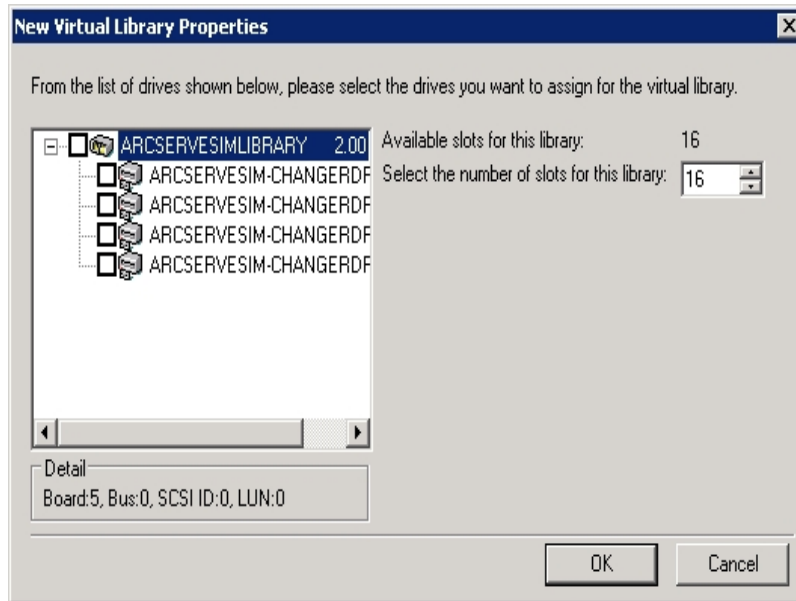 New Virtual Library Properties
From the list of drives shown below, please select the drives you want to assign for the virtual library.
ARCSERVESIMLIBRARY 2.00
ARCSERVESIM-CHANGERDF
ARCSERVESIM-CHANGERDF
ARCSERVESIM-CHANGERDF
ARCSERVESIM-CHANGERDF
Available slots for this library: 16
Select the number of slots for this library: 16
Detail
Board:5, Bus:0, SCSI ID:0, LUN:0
OK
Cancel